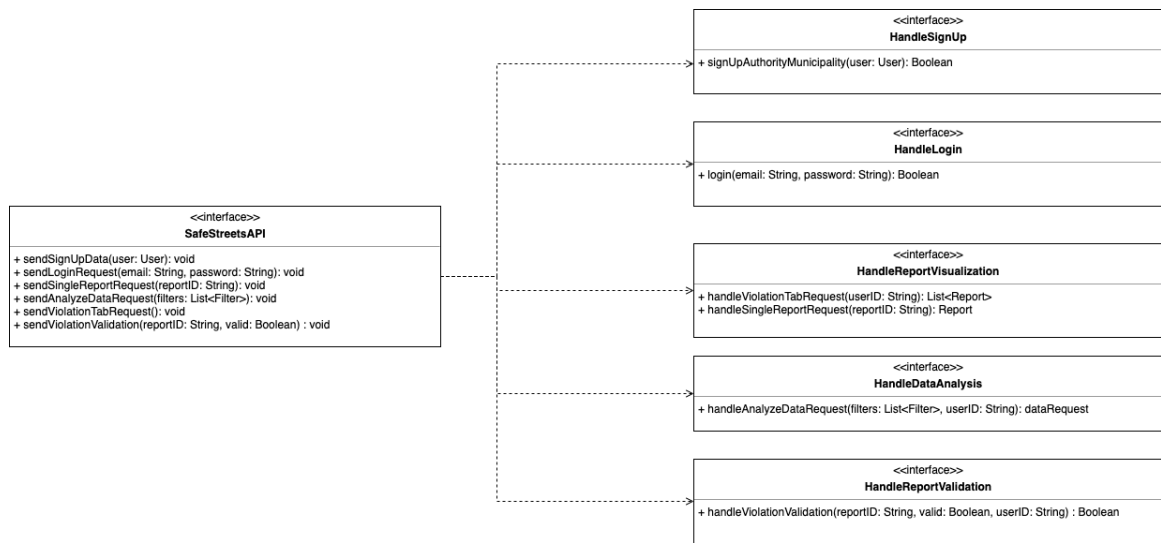 <<interface>>
SafeStreetsAPI
+ sendSignUpData(user: User): void
+ sendLoginRequest(email: String, password: String): void
+ sendSingleReportRequest(reportID: String): void
+ sendAnalyzeDataRequest(filters: List<Filter>): void
+ sendViolationTabRequest(): void
+ sendViolationValidation(reportID: String, valid: Boolean) : void
<<interface>>
HandleSignUp
+ signUpAuthorityMunicipality(user: User): Boolean
<<interface>>
HandleLogin
+ login(email: String, password: String): Boolean
<<interface>>
HandleReportVisualization
+ handleViolationTabRequest(userID: String): List<Report>
+ handleSingleReportRequest(reportID: String): Report
<<interface>>
HandleDataAnalysis
+ handleAnalyzeDataRequest(filters: List<Filter>, userID: String): dataRequest
<<interface>>
HandleReportValidation
+ handleViolationValidation(reportID: String, valid: Boolean, userID: String) : Boolean